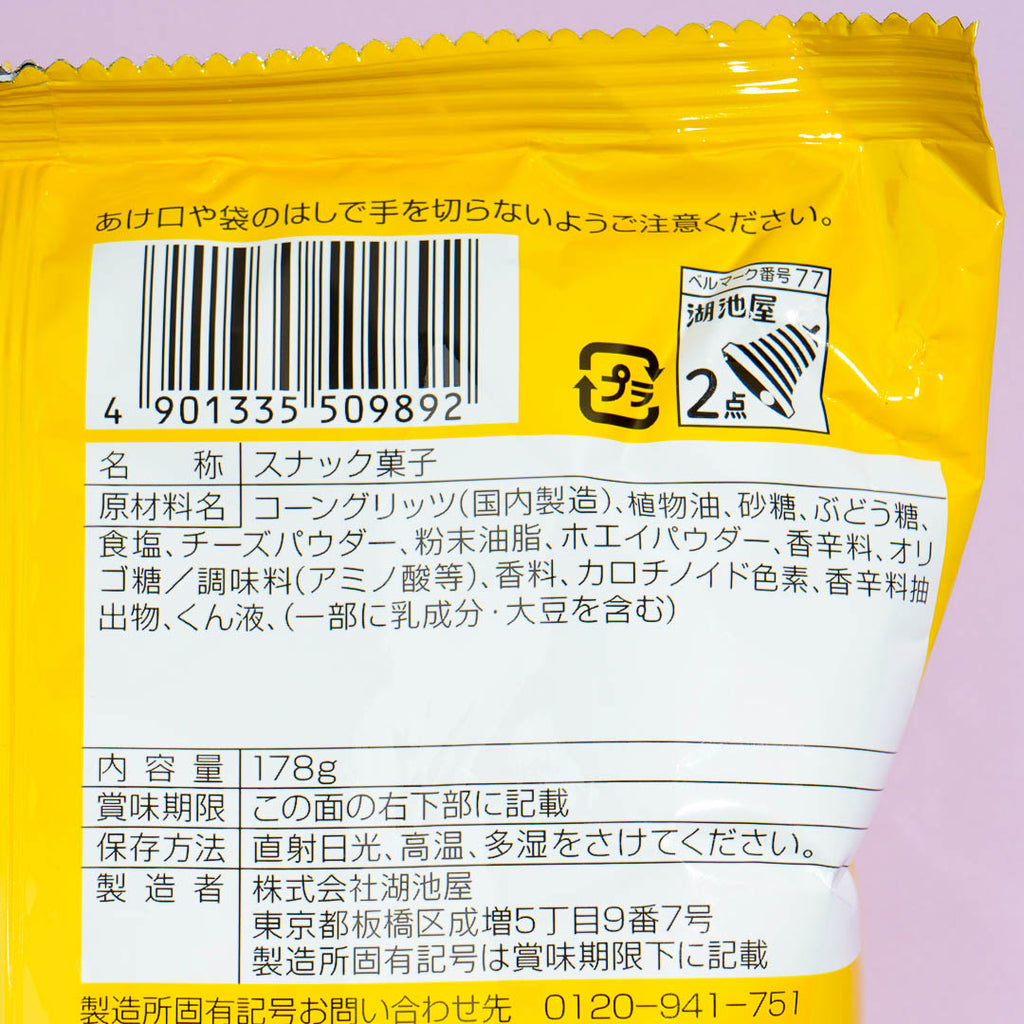 あけ口や袋のはしで手を切らないようご注意ください。
4 901335 509892
プラ
ベルマーク番号77
湖池屋
2点
名称 スナック菓子
原材料名 コーングリッツ(国内製造)、植物油、砂糖、ぶどう糖、
食塩、チーズパウダー、粉末油脂、ホエイパウダー、香辛料、オリ
ゴ糖／調味料(アミノ酸等)、香料、カロチノイド色素、香辛料抽
出物、くん液、(一部に乳成分・大豆を含む)
内容量 178g
賞味期限 この面の右下部に記載
保存方法 直射日光、高温、多湿をさけてください。
製造者 株式会社湖池屋
東京都板橋区成増5丁目9番7号
製造所固有記号は賞味期限下に記載
製造所固有記号お問い合わせ先 0120-941-751